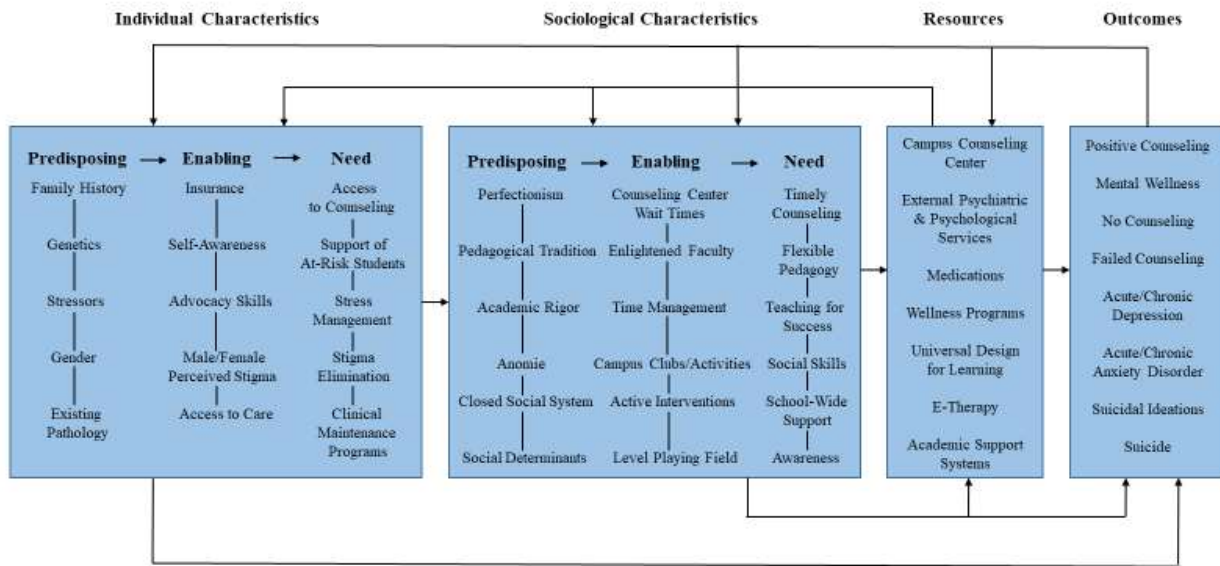 Individual Characteristics
Sociological Characteristics
Resources
Outcomes
Predisposing
Family History
Genetics
Stressors
Gender
Existing
Pathology
Enabling
Insurance
Self-Awareness
Advocacy Skills
Male/Female
Perceived Stigma
Access to Care
Need
Access
to Counseling
Support of
At-Risk Students
Stress
Management
Stigma
Elimination
Clinical
Maintenance
Programs
Predisposing
Perfectionism
Pedagogical Tradition
Academic Rigor
Anomie
Closed Social System
Social Determinants
Enabling
Counseling Center
Wait Times
Enlightened Faculty
Time Management
Campus Clubs/Activities
Active Interventions
Level Playing Field
Need
Timely
Counseling
Flexible
Pedagogy
Teaching for
Success
Social Skills
School-Wide
Support
Awareness
Campus Counseling
Center
External Psychiatric
& Psychological
Services
Medications
Wellness Programs
Universal Design
for Learning
E-Therapy
Academic Support
Systems
Positive Counseling
Mental Wellness
No Counseling
Failed Counseling
Acute/Chronic
Depression
Acute/Chronic
Anxiety Disorder
Suicidal Ideations
Suicide